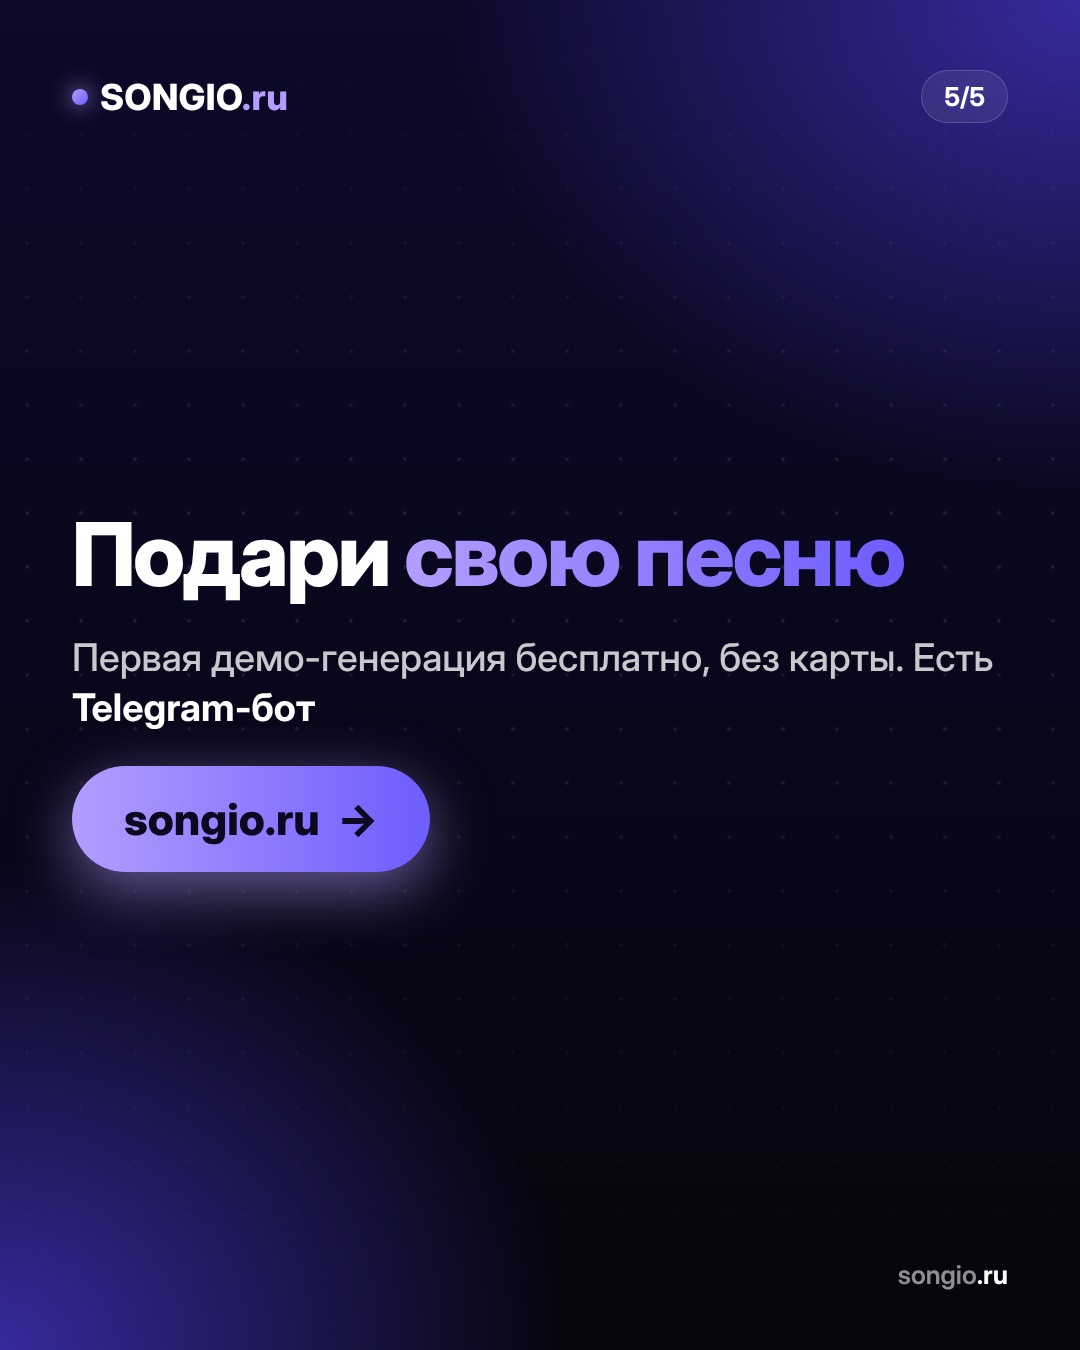 SONGIO.ru
5/5
Подари свою песню
Первая демо-генерация бесплатно, без карты. Есть
Telegram-бот
songio.ru →
songio.ru